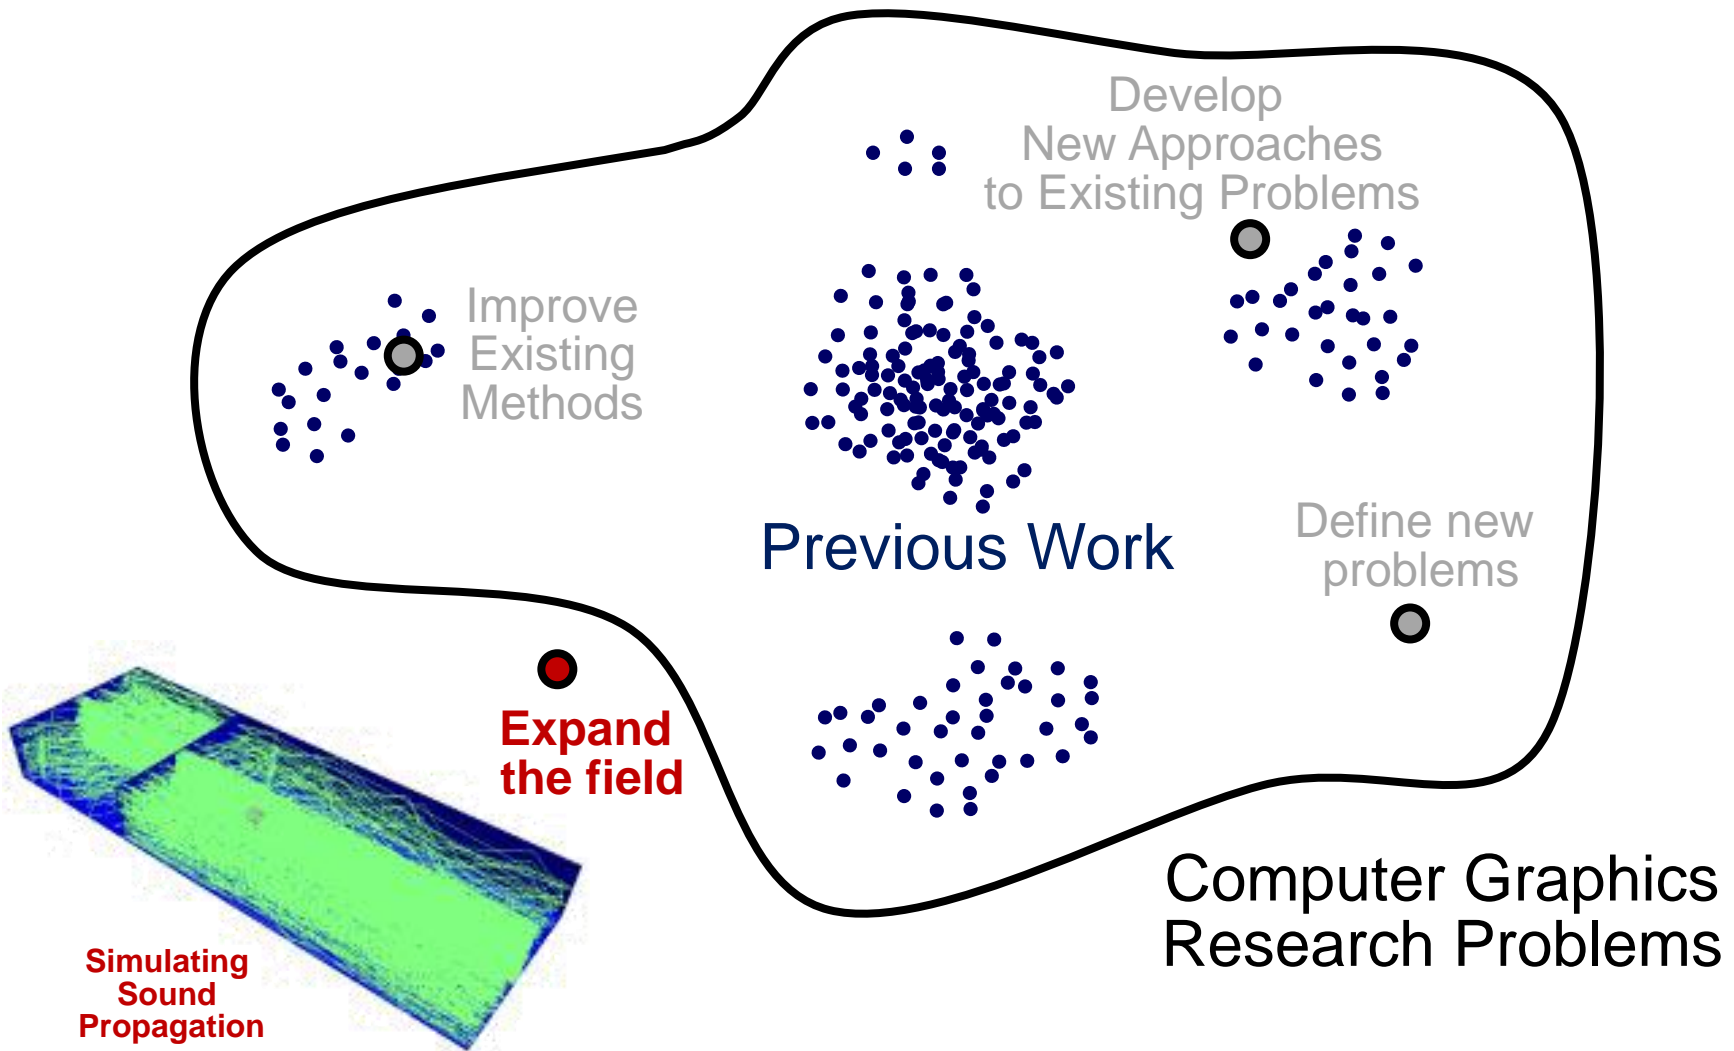 Develop
New Approaches
to Existing Problems
Improve
Existing
Methods
Previous Work
Define new
problems
Expand
the field
Computer Graphics
Research Problems
Simulating
Sound
Propagation